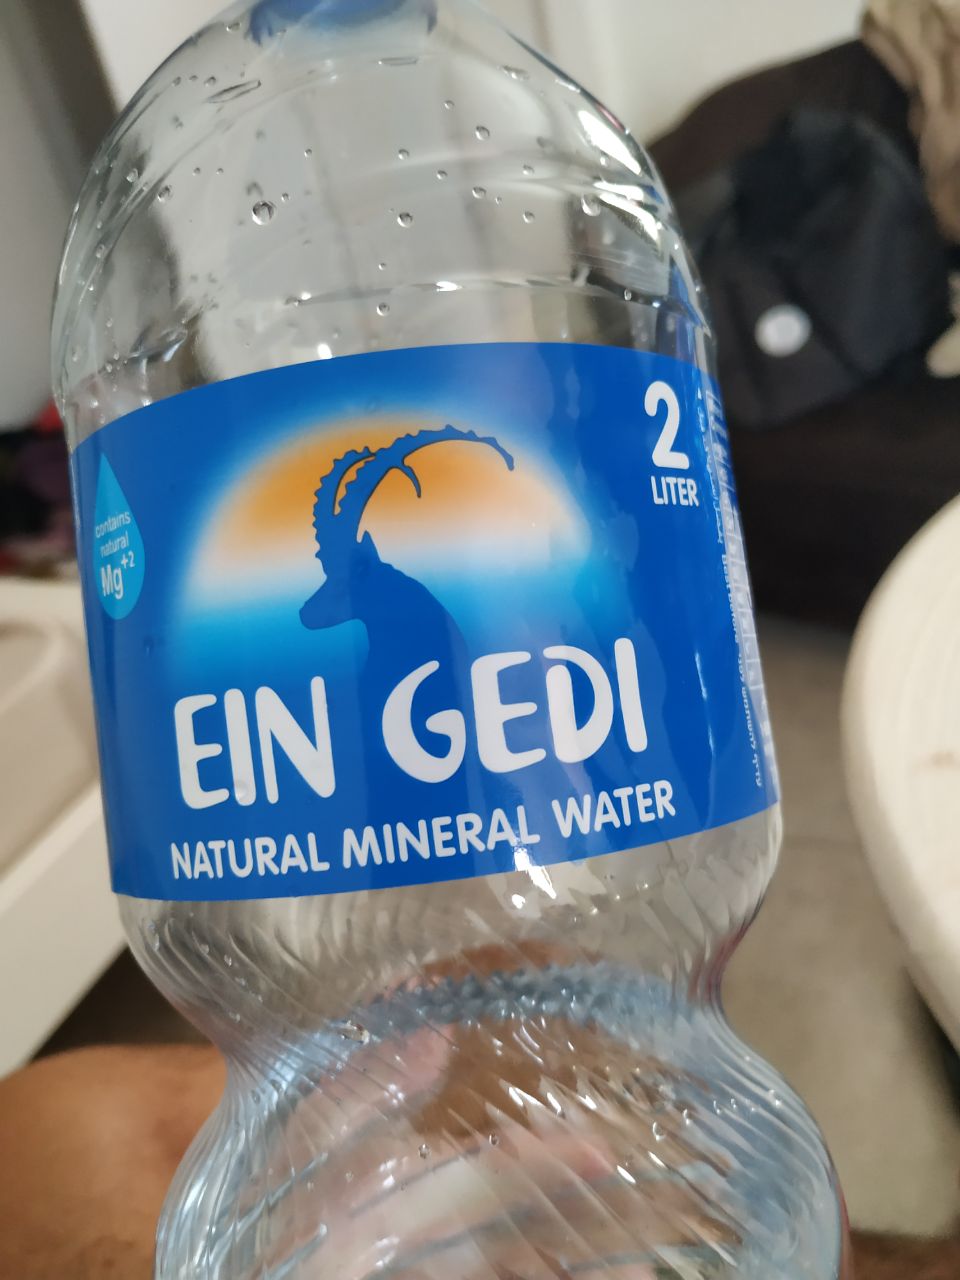 2
LITER
contains
natural
Mg+2
EIN GEDI
NATURAL MINERAL WATER